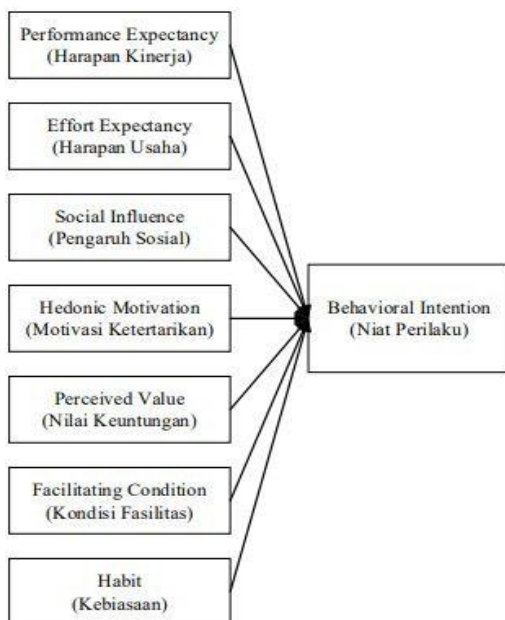 Performance Expectancy
(Harapan Kinerja)
Effort Expectancy
(Harapan Usaha)
Social Influence
(Pengaruh Sosial)
Hedonic Motivation
(Motivasi Ketertarikan)
Behavioral Intention
(Niat Perilaku)
Perceived Value
(Nilai Keuntungan)
Facilitating Condition
(Kondisi Fasilitas)
Habit
(Kebiasaan)